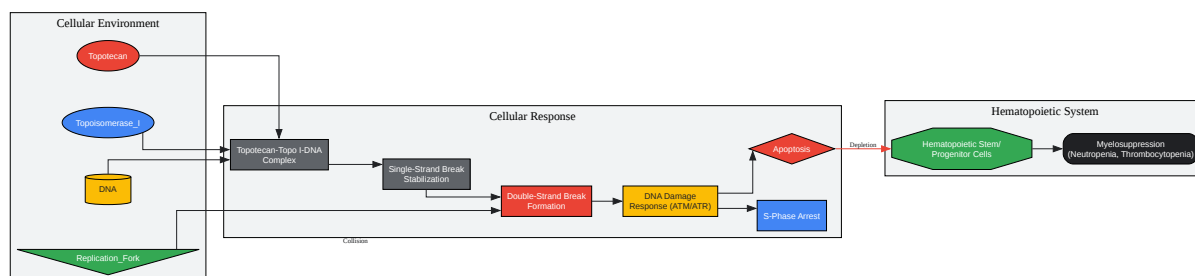 Cellular Environment
Topotecan
Topoisomerase_I
DNA
Replication_Fork
Cellular Response
Topotecan-Topo I-DNA
Complex
Single-Strand Break
Stabilization
Double-Strand Break
Formation
DNA Damage
Response (ATM/ATR)
Apoptosis
S-Phase Arrest
Collision
Depletion
Hematopoietic System
Hematopoietic Stem/
Progenitor Cells
Myelosuppression
(Neutropenia, Thrombocytopenia)